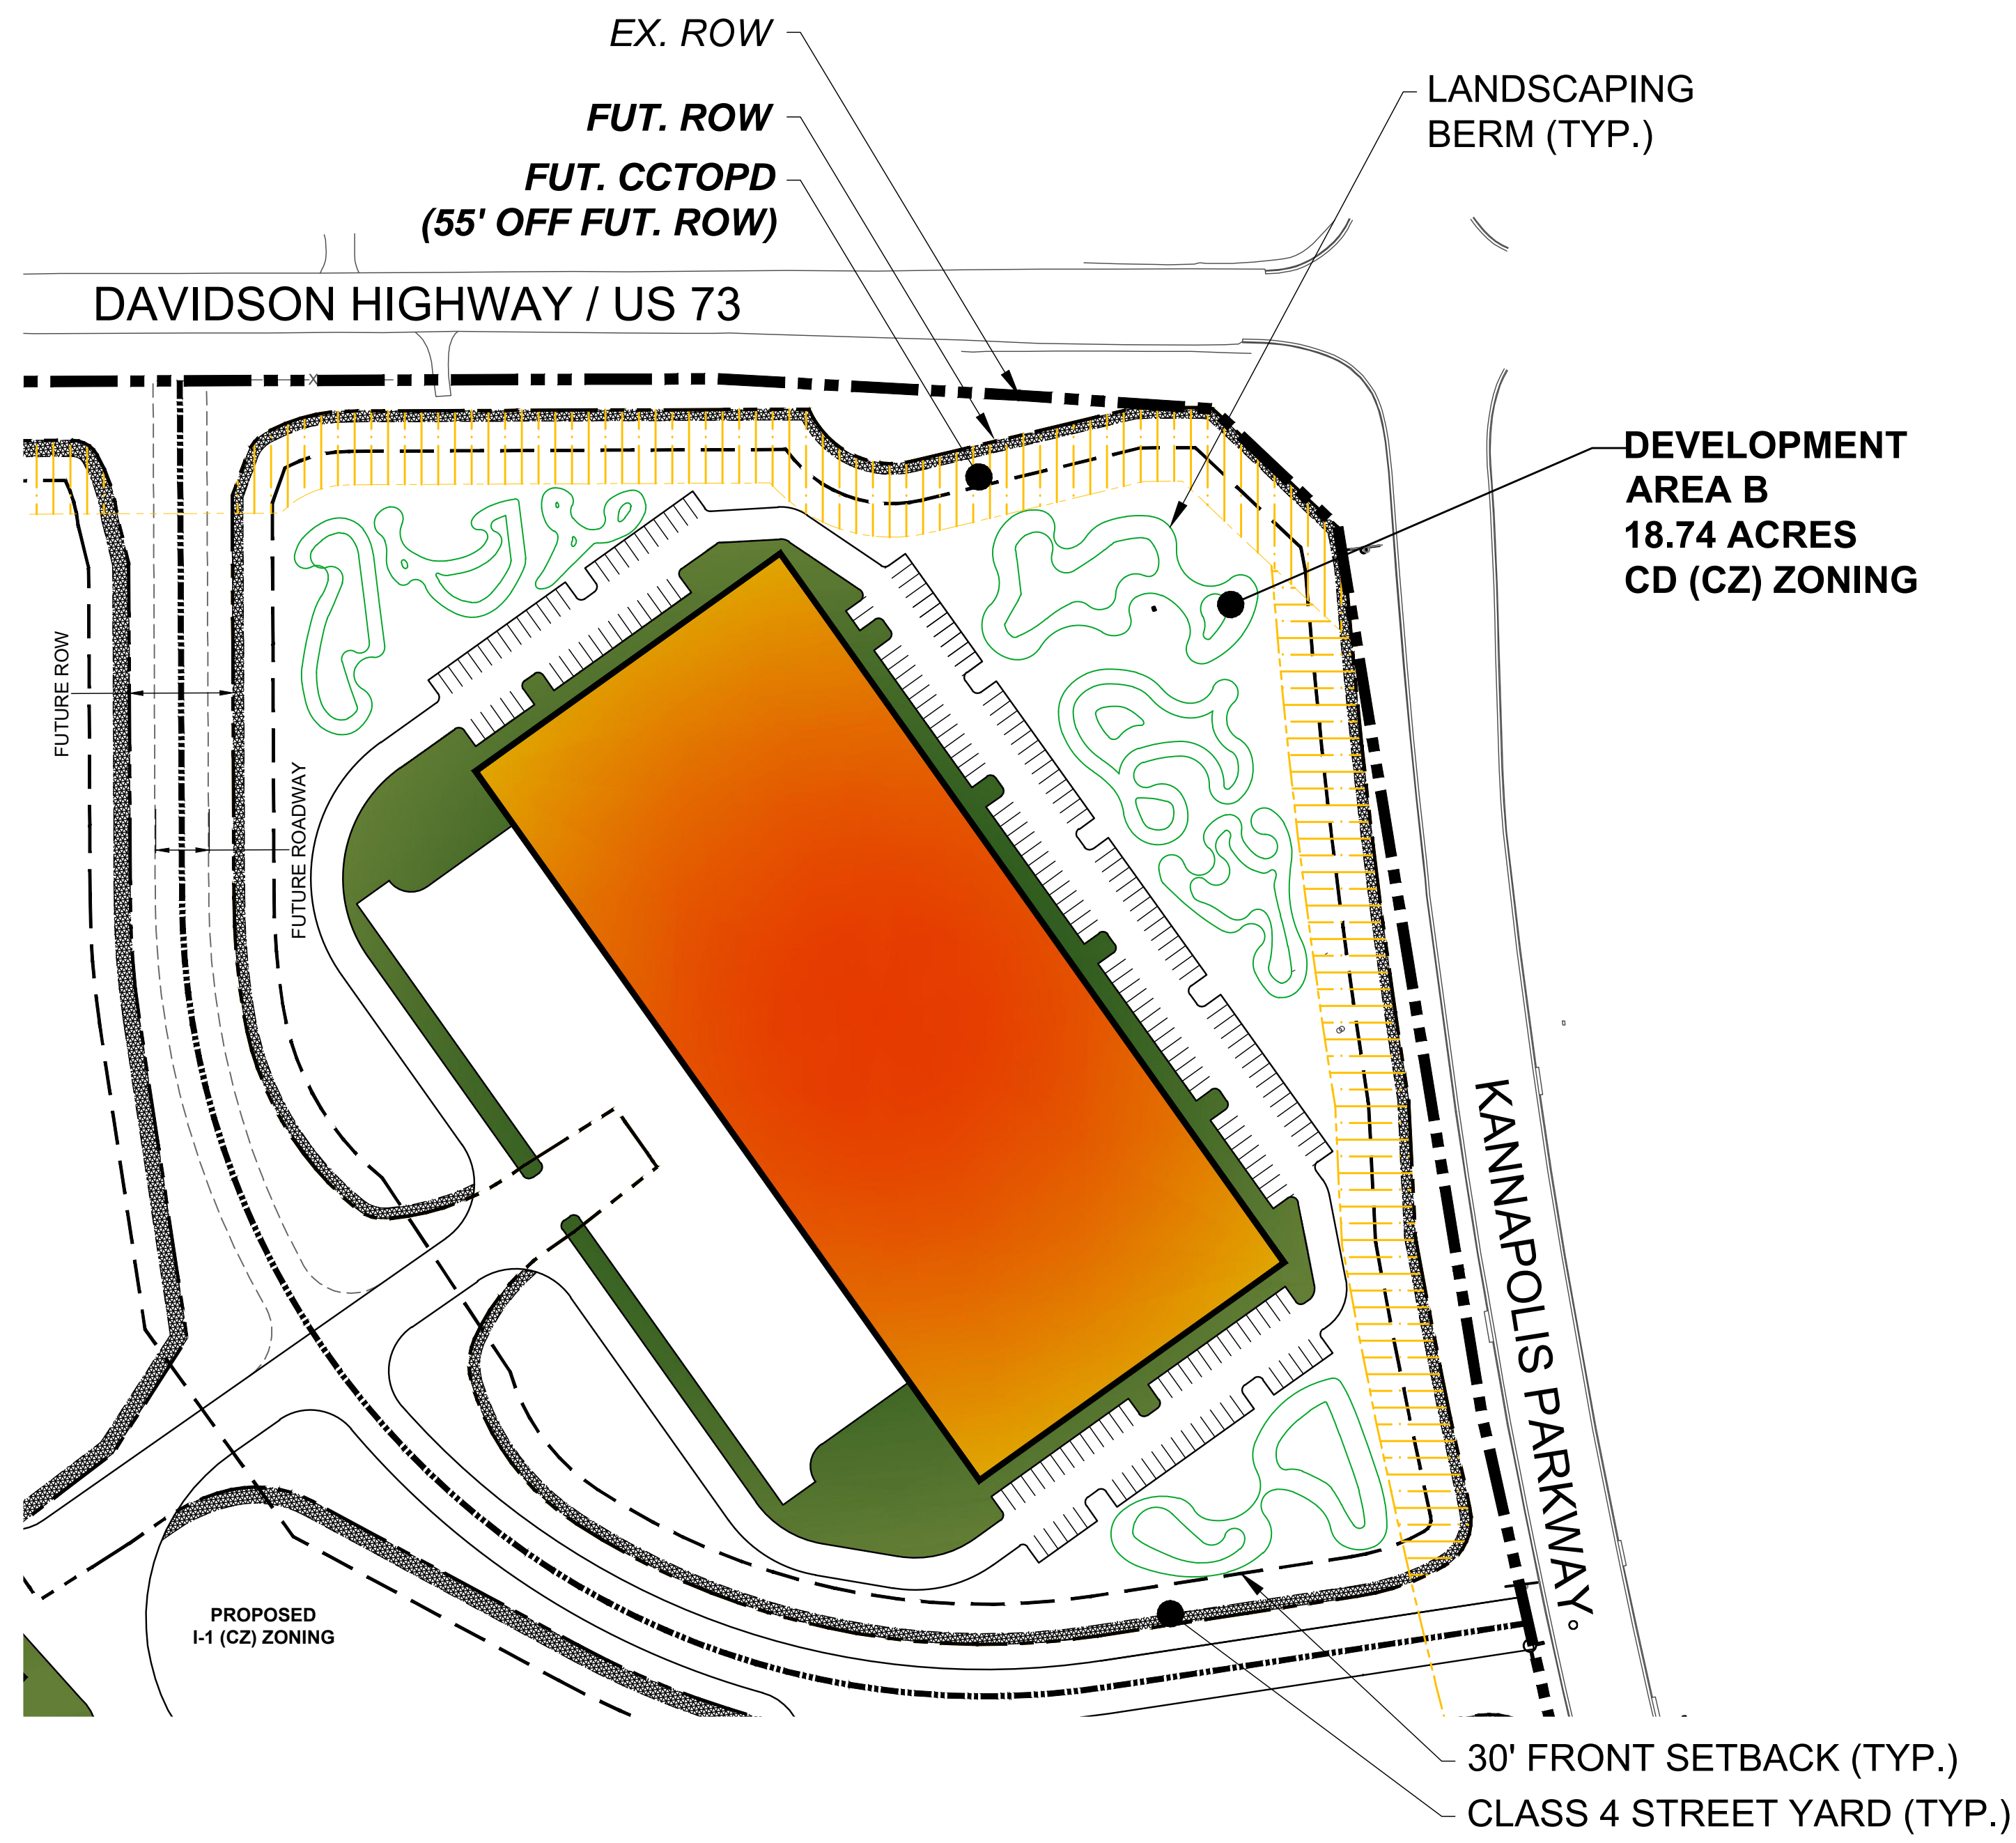 EX. ROW
FUT. ROW
FUT. CCTOPD
(55' OFF FUT. ROW)
LANDSCAPING
BERM (TYP.)
DAVIDSON HIGHWAY / US 73
DEVELOPMENT
AREA B
18.74 ACRES
CD (CZ) ZONING
FUTURE ROW
FUTURE ROADWAY
KANNAPOLIS PARKWAY
PROPOSED
I-1 (CZ) ZONING
30' FRONT SETBACK (TYP.)
CLASS 4 STREET YARD (TYP.)